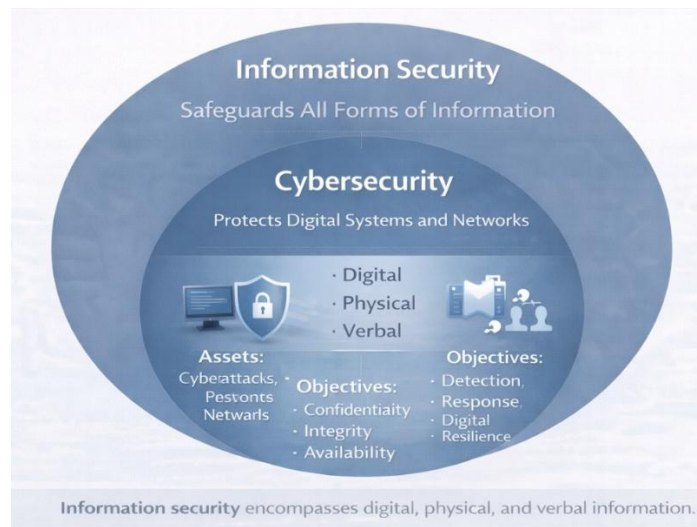 Information Security
Safeguards All Forms of Information
Cybersecurity
Protects Digital Systems and Networks
· Digital
· Physical
· Verbal
Assets:
Cyberattacks,
Pestonts
Netwarls
Objectives:
· Confidentiaity
· Integrity
· Availability
Objectives:
· Detection,
· Response,
· Digital
· Resilience
Information security encompasses digital, physical, and verbal information.